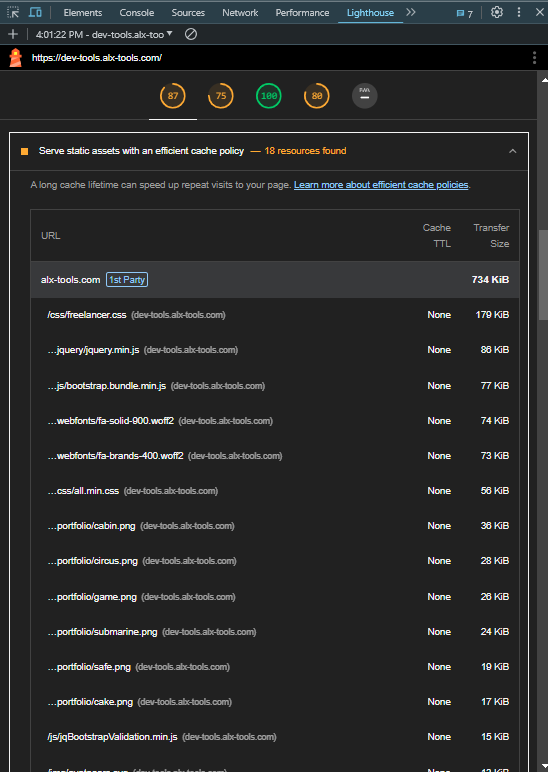 Elements Console Sources Network Performance Lighthouse 7
4:01:22 PM - dev-tools.alx-too
https://dev-tools.alx-tools.com/
87 75 100 80 PWA
Serve static assets with an efficient cache policy — 18 resources found
A long cache lifetime can speed up repeat visits to your page. Learn more about efficient cache policies.
URL Cache TTL Transfer Size
alx-tools.com 1st Party 734 KiB
/css/freelancer.css (dev-tools.alx-tools.com) None 179 KiB
…jquery/jquery.min.js (dev-tools.alx-tools.com) None 86 KiB
…js/bootstrap.bundle.min.js (dev-tools.alx-tools.com) None 77 KiB
…webfonts/fa-solid-900.woff2 (dev-tools.alx-tools.com) None 74 KiB
…webfonts/fa-brands-400.woff2 (dev-tools.alx-tools.com) None 73 KiB
…css/all.min.css (dev-tools.alx-tools.com) None 56 KiB
…portfolio/cabin.png (dev-tools.alx-tools.com) None 36 KiB
…portfolio/circus.png (dev-tools.alx-tools.com) None 28 KiB
…portfolio/game.png (dev-tools.alx-tools.com) None 26 KiB
…portfolio/submarine.png (dev-tools.alx-tools.com) None 24 KiB
…portfolio/safe.png (dev-tools.alx-tools.com) None 19 KiB
…portfolio/cake.png (dev-tools.alx-tools.com) None 17 KiB
/js/jqBootstrapValidation.min.js (dev-tools.alx-tools.com) None 15 KiB